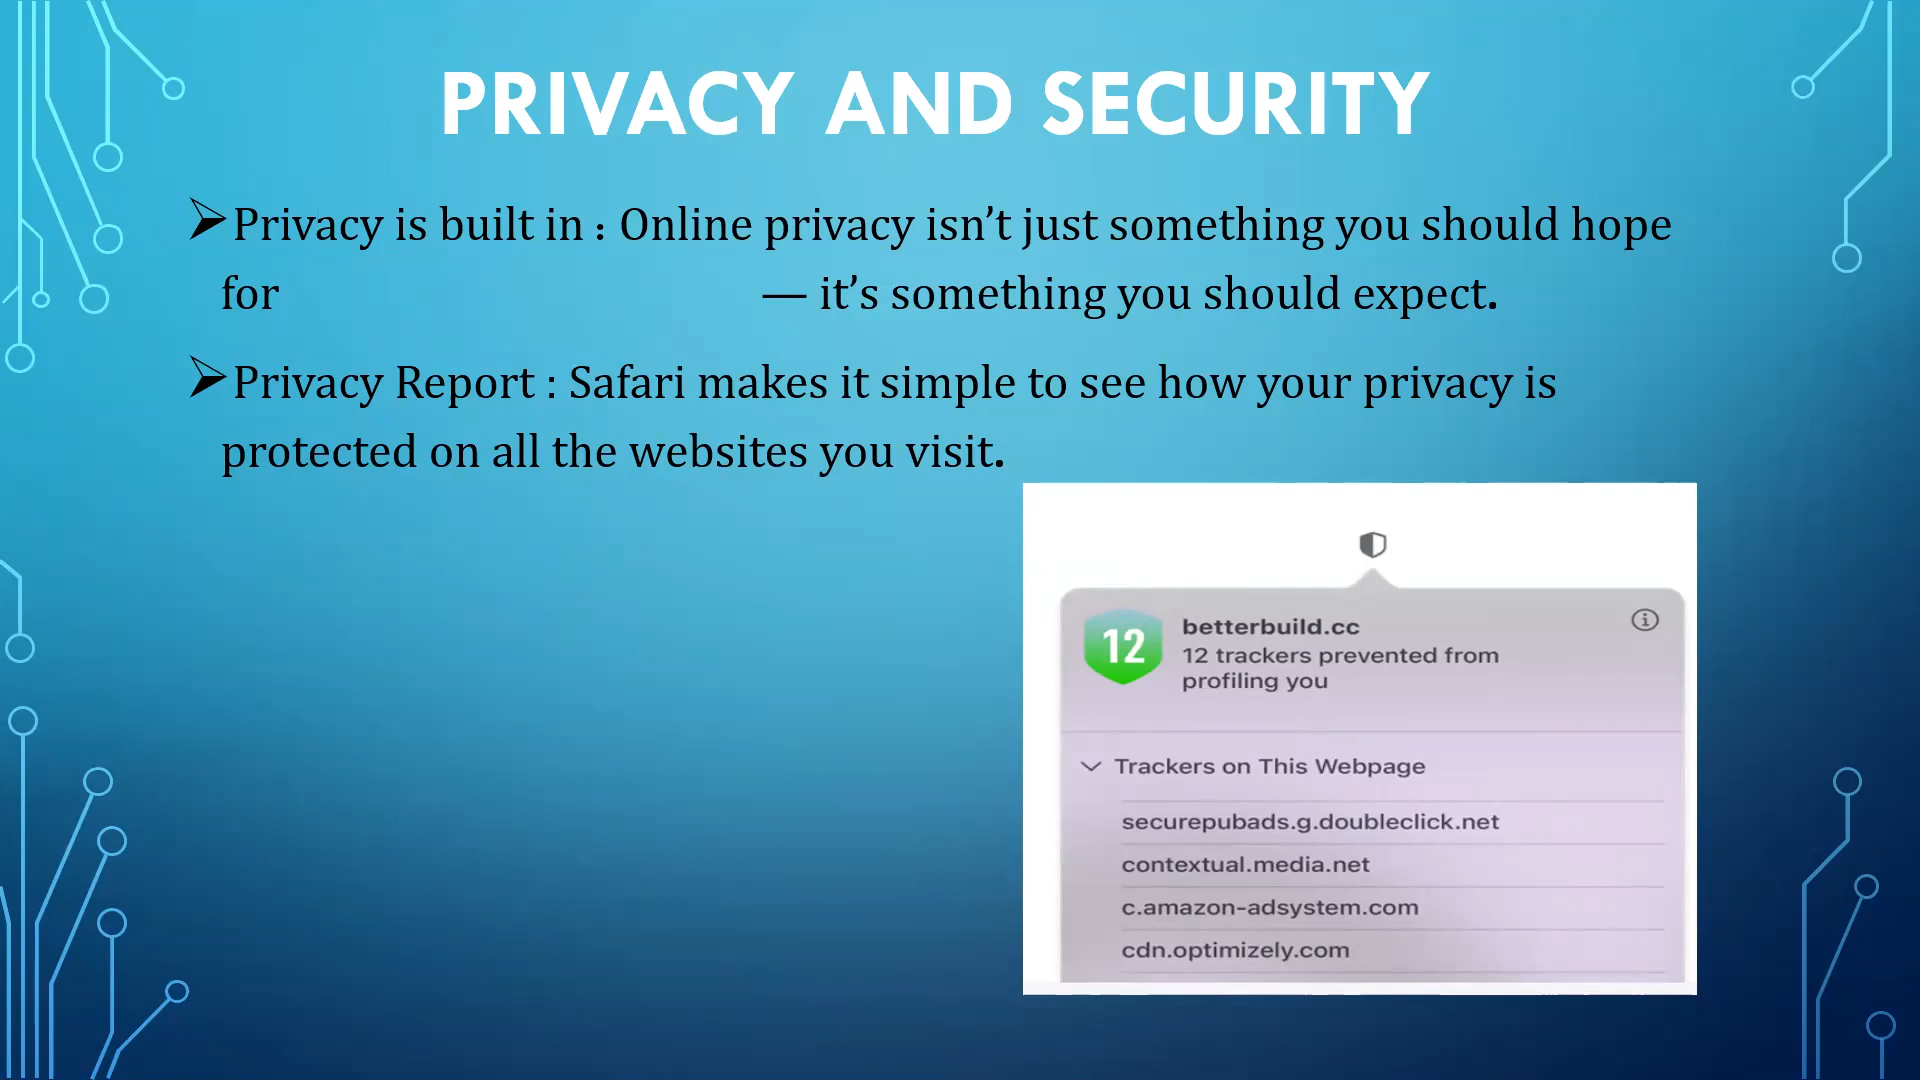 PRIVACY AND SECURITY
➢Privacy is built in : Online privacy isn’t just something you should hope
for — it’s something you should expect.
➢Privacy Report : Safari makes it simple to see how your privacy is
protected on all the websites you visit.
12
betterbuild.cc
12 trackers prevented from
profiling you
Trackers on This Webpage
securepubads.g.doubleclick.net
contextual.media.net
c.amazon-adsystem.com
cdn.optimizely.com